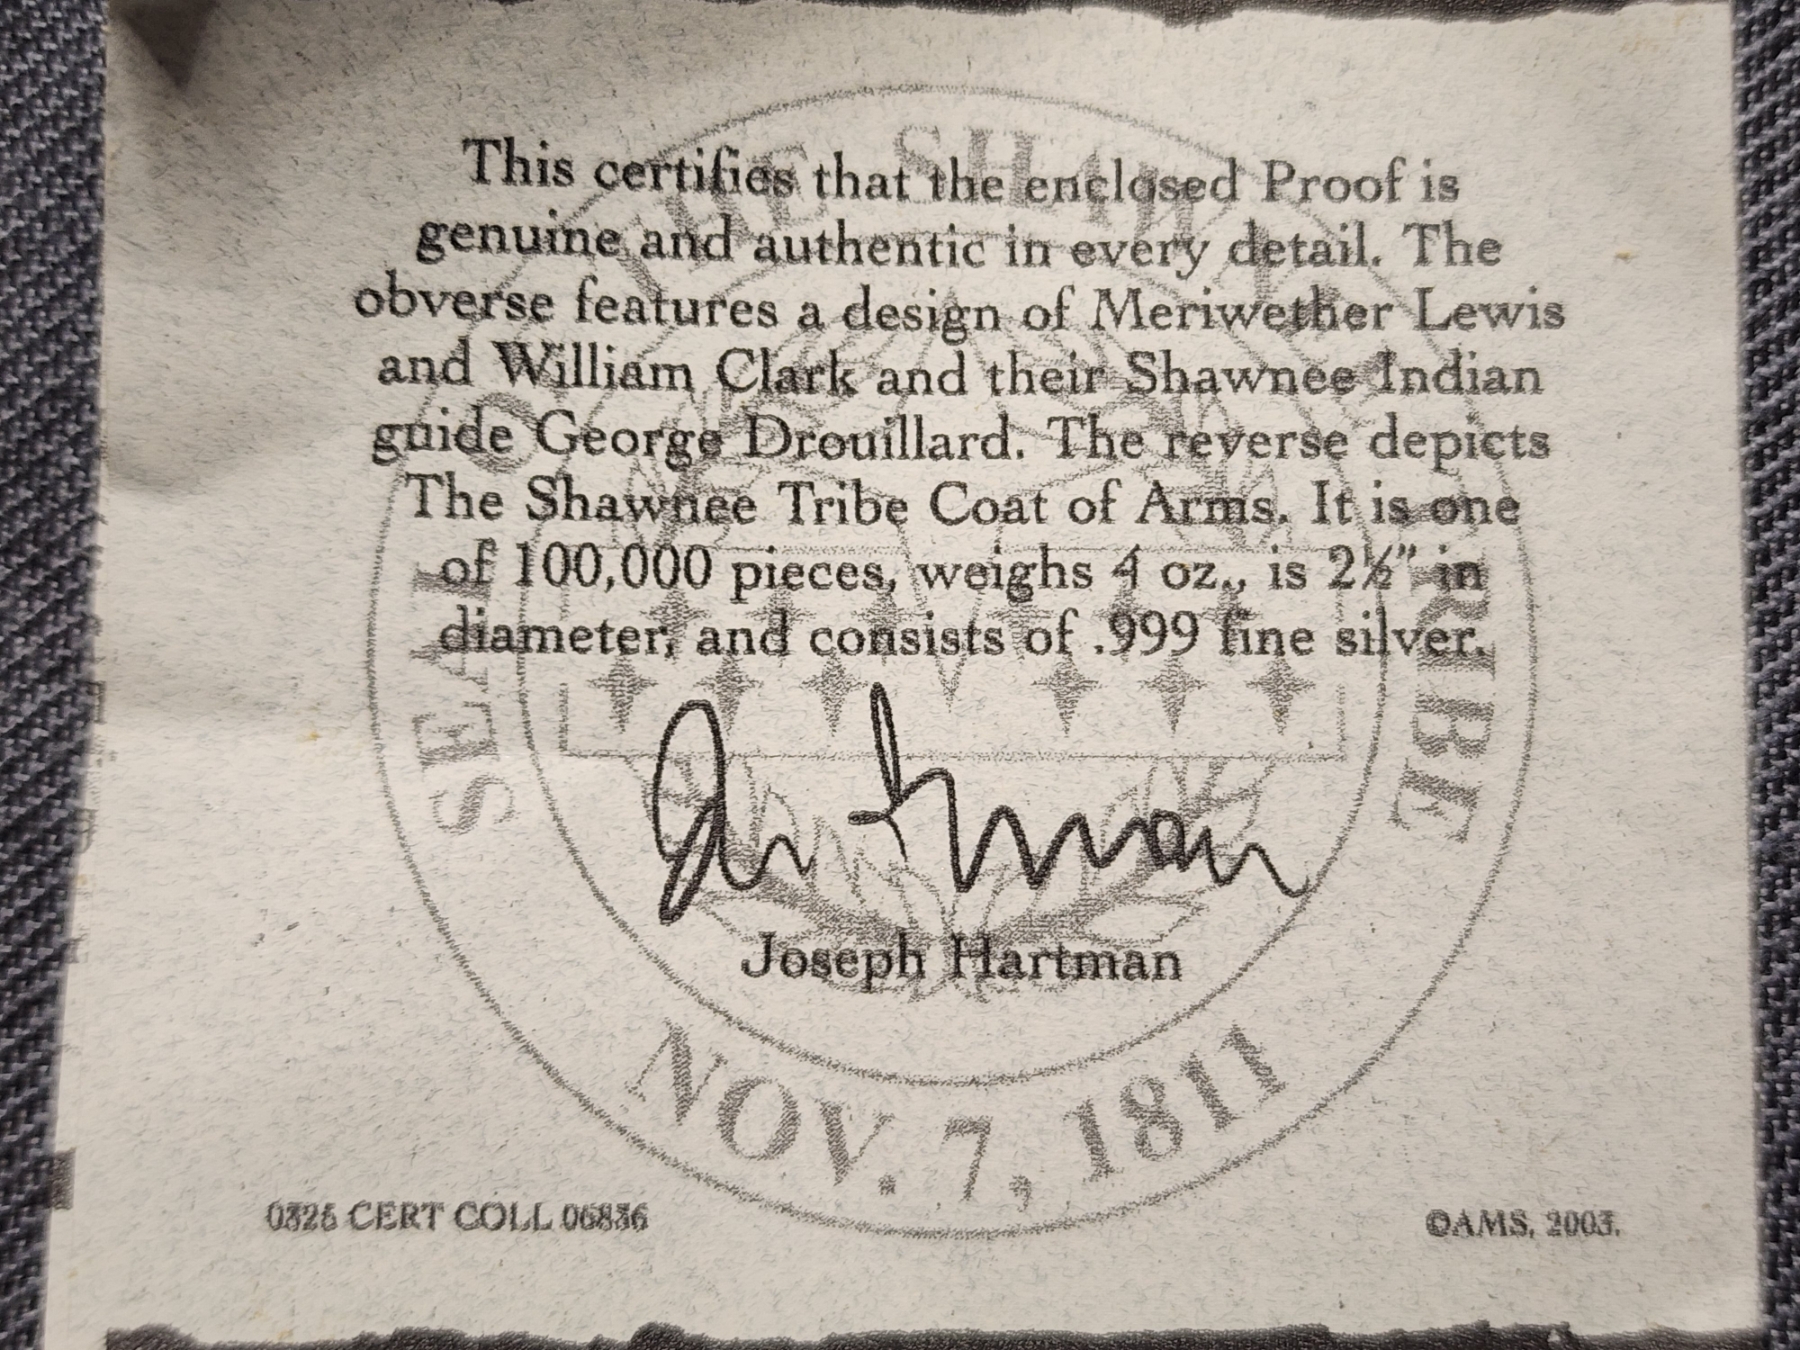 This certifies that the enclosed Proof is
genuine and authentic in every detail. The
obverse features a design of Meriwether Lewis
and William Clark and their Shawnee Indian
guide George Drouillard. The reverse depicts
The Shawnee Tribe Coat of Arms. It is one
of 100,000 pieces, weighs 4 oz., is 2½" in
diameter, and consists of .999 fine silver.
Joseph Hartman
SEAL
TRIBE
NOV. 7, 1811
CERT COLL
©AMS, 2003.